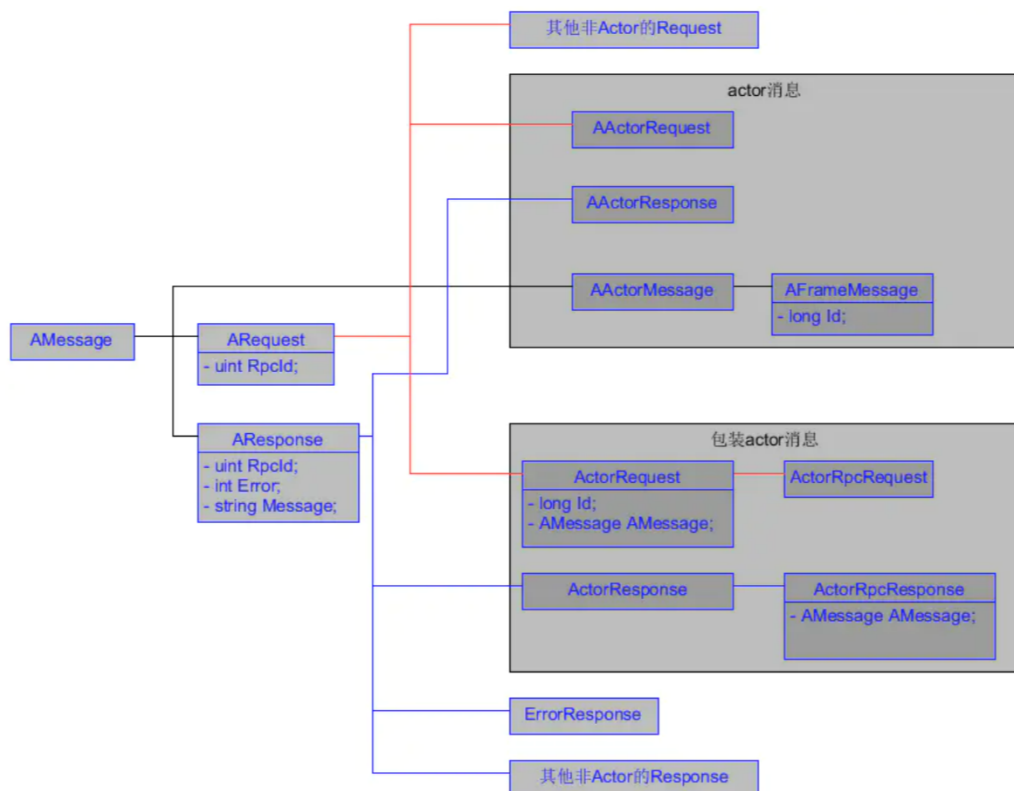 其他非Actor的Request
actor消息
AActorRequest
AActorResponse
AActorMessage
AFrameMessage
- long Id;
AMessage
ARequest
- uint RpcId;
AResponse
- uint RpcId;
- int Error;
- string Message;
包装actor消息
ActorRequest
- long Id;
- AMessage AMessage;
ActorRpcRequest
ActorResponse
ActorRpcResponse
- AMessage AMessage;
ErrorResponse
其他非Actor的Response